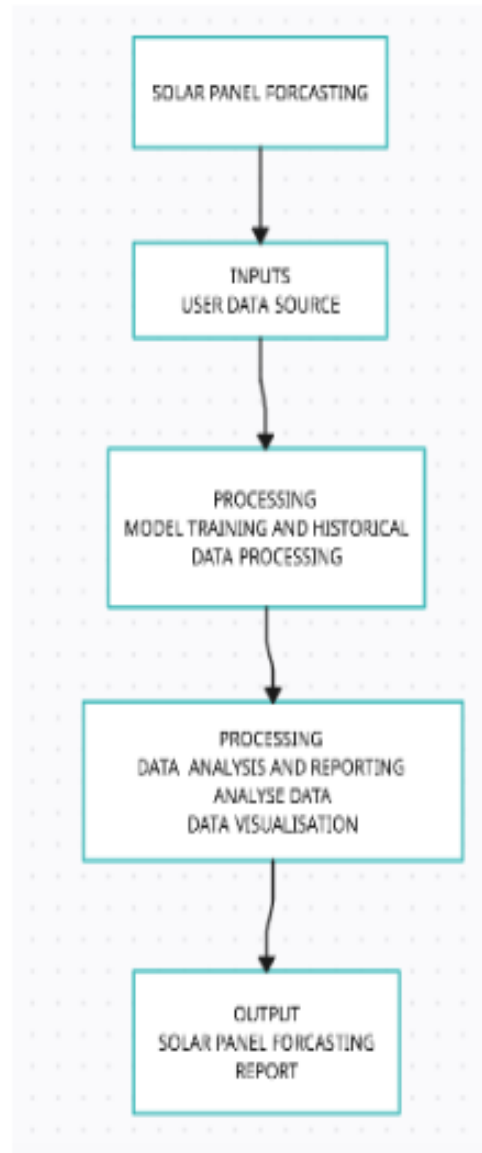 SOLAR PANEL FORCASTING
INPUTS
USER DATA SOURCE
PROCESSING
MODEL TRAINING AND HISTORICAL
DATA PROCESSING
PROCESSING
DATA ANALYSIS AND REPORTING
ANALYSE DATA
DATA VISUALISATION
OUTPUT
SOLAR PANEL FORCASTING
REPORT